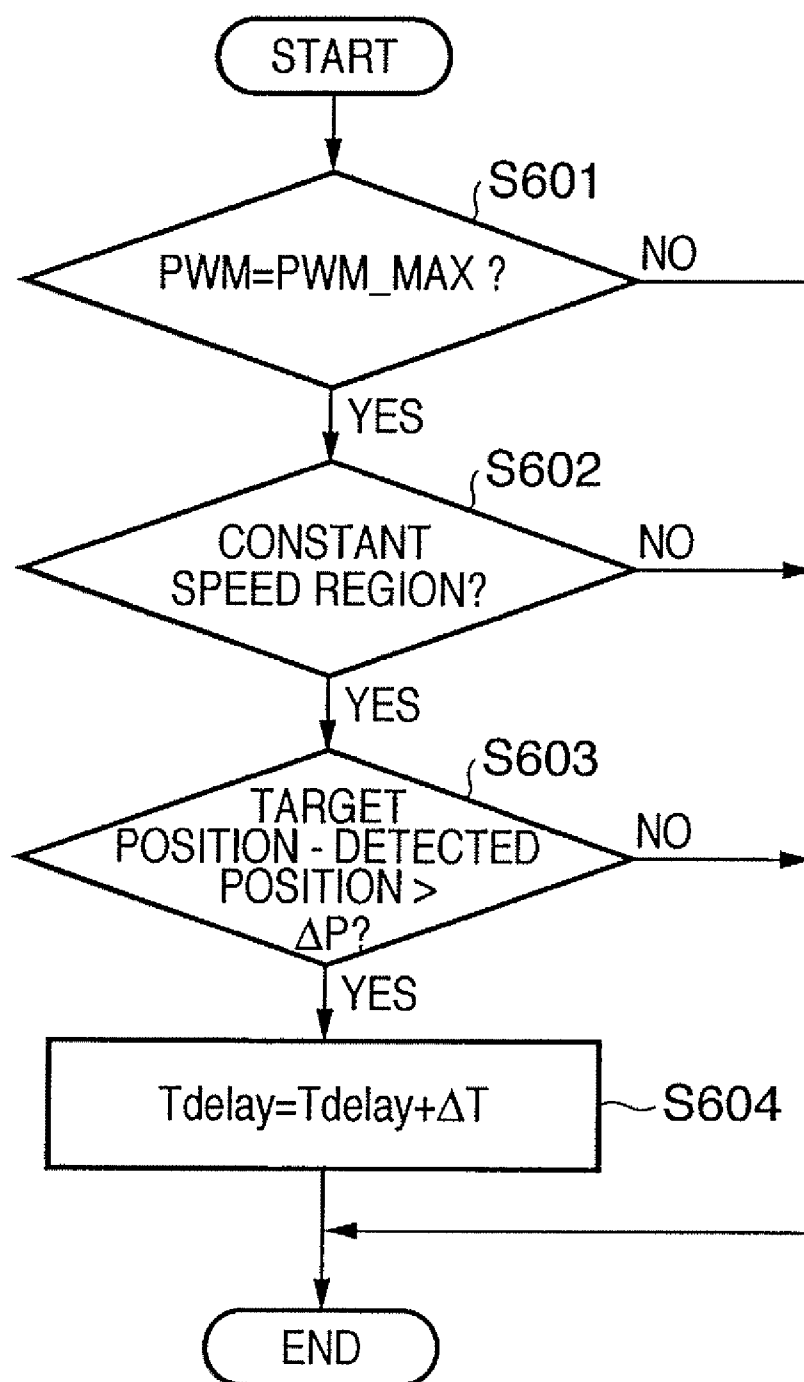 START
S601
PWM=PWM_MAX ?
NO
YES
S602
CONSTANT
SPEED REGION?
NO
YES
S603
TARGET
POSITION - DETECTED
POSITION >
ΔP?
NO
YES
Tdelay=Tdelay+ΔT
S604
END